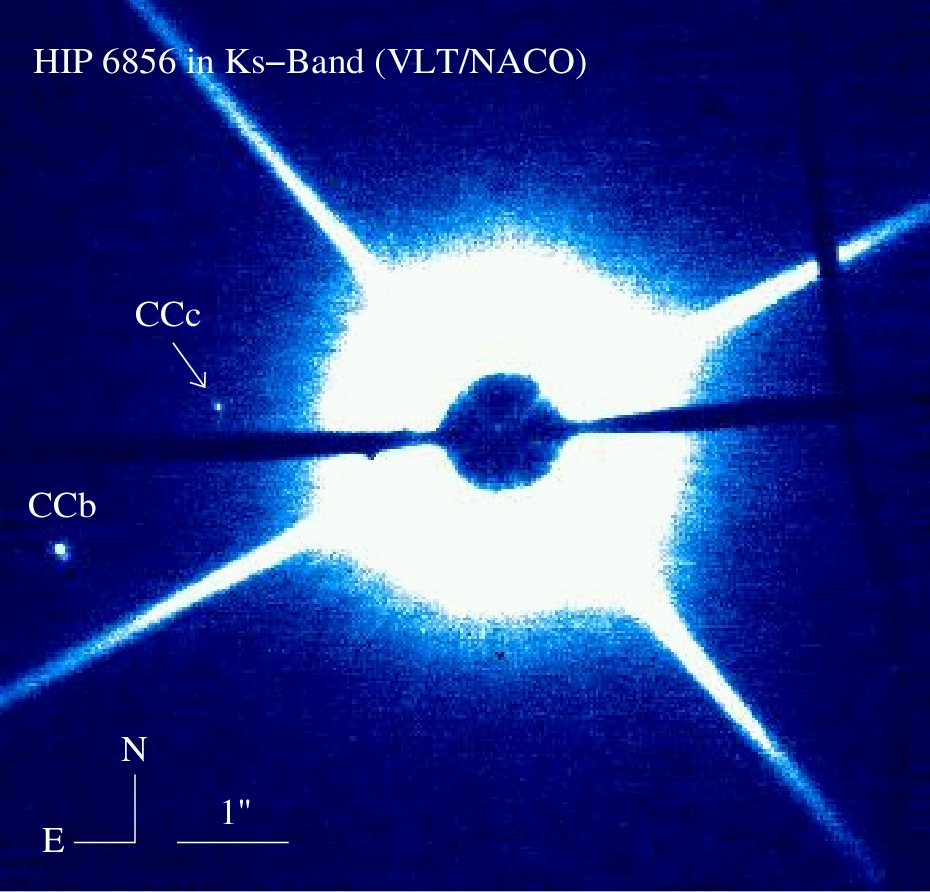 HIP 6856 in Ks−Band (VLT/NACO)
CCc
CCb
N
1"
E